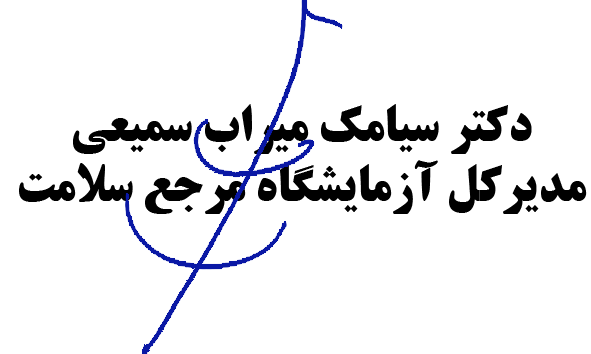 دکتر سیامک میراب سمیعی
مدیرکل آزمایشگاه مرجع سلامت